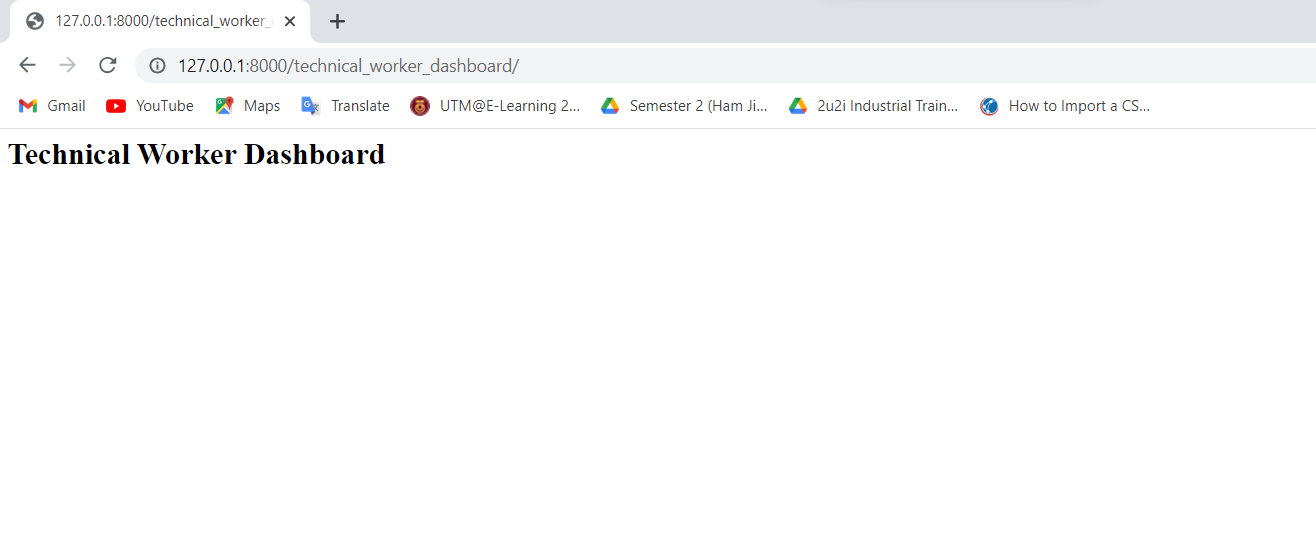 127.0.0.1:8000/technical_worker_
127.0.0.1:8000/technical_worker_dashboard/
Gmail YouTube Maps Translate UTM@E-Learning 2... Semester 2 (Ham Ji... 2u2i Industrial Train... How to Import a CS...
Technical Worker Dashboard